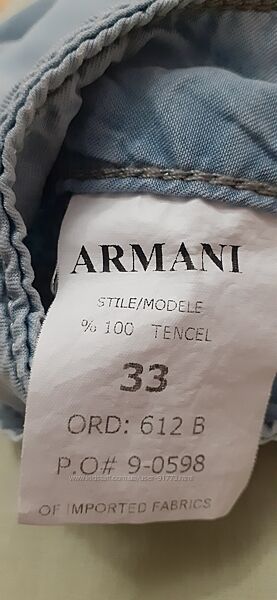 ARMANI
STILE/MODELE
% 100 TENCEL
33
ORD: 612 B
P.O# 9-0598
OF IMPORTED FABRICS